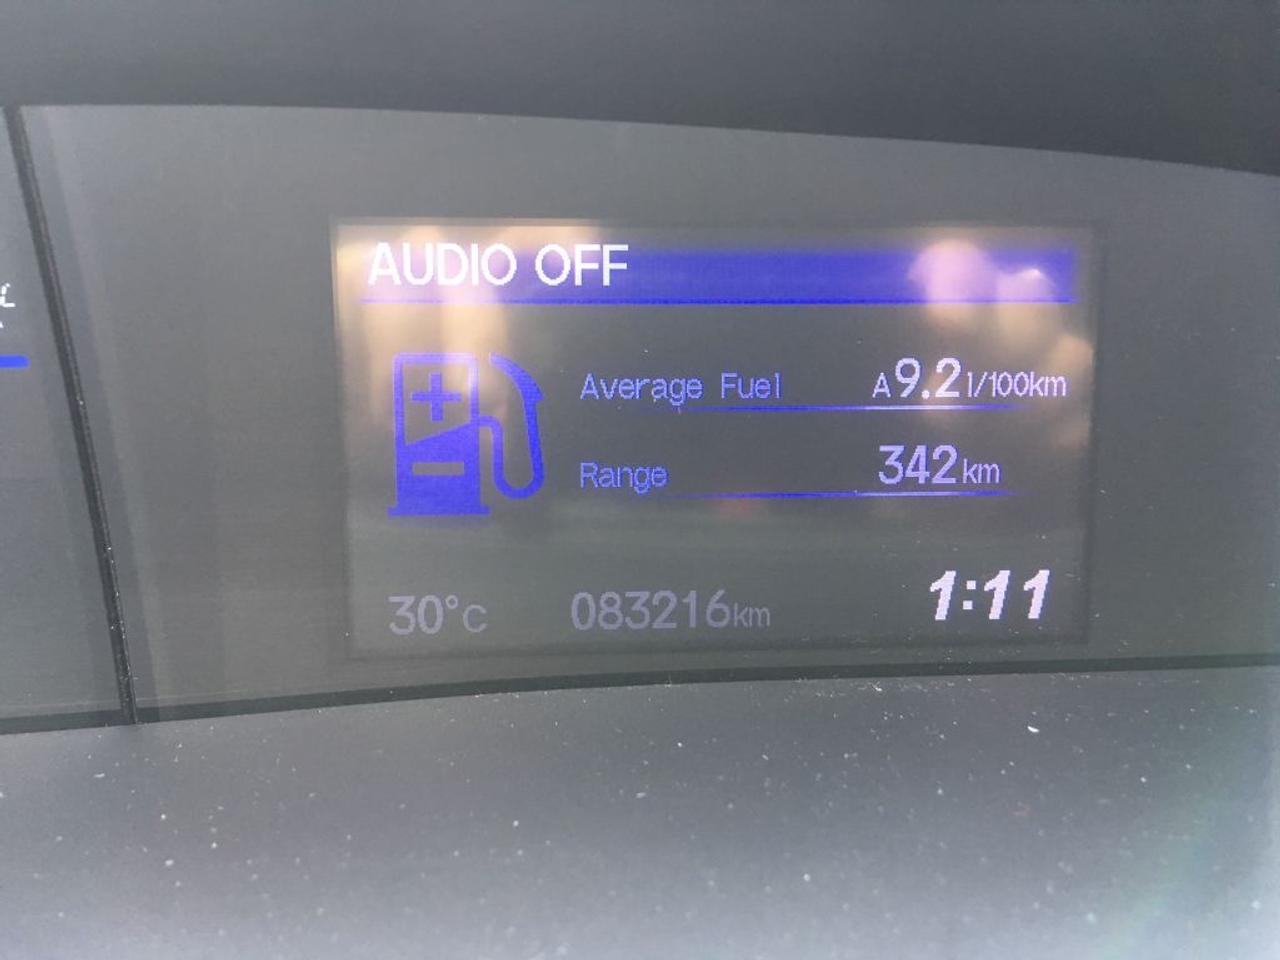 AUDIO OFF
Average Fuel A9.2l/100km
Range 342km
30°C 083216km 1:11